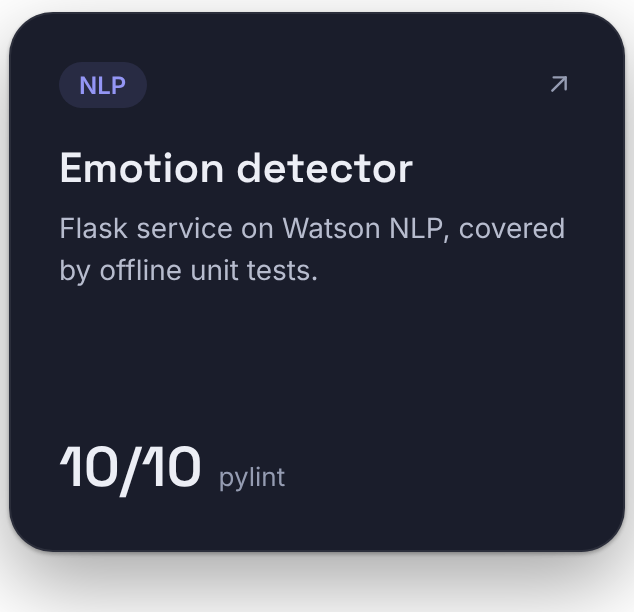 NLP
Emotion detector
Flask service on Watson NLP, covered
by offline unit tests.
10/10 pylint